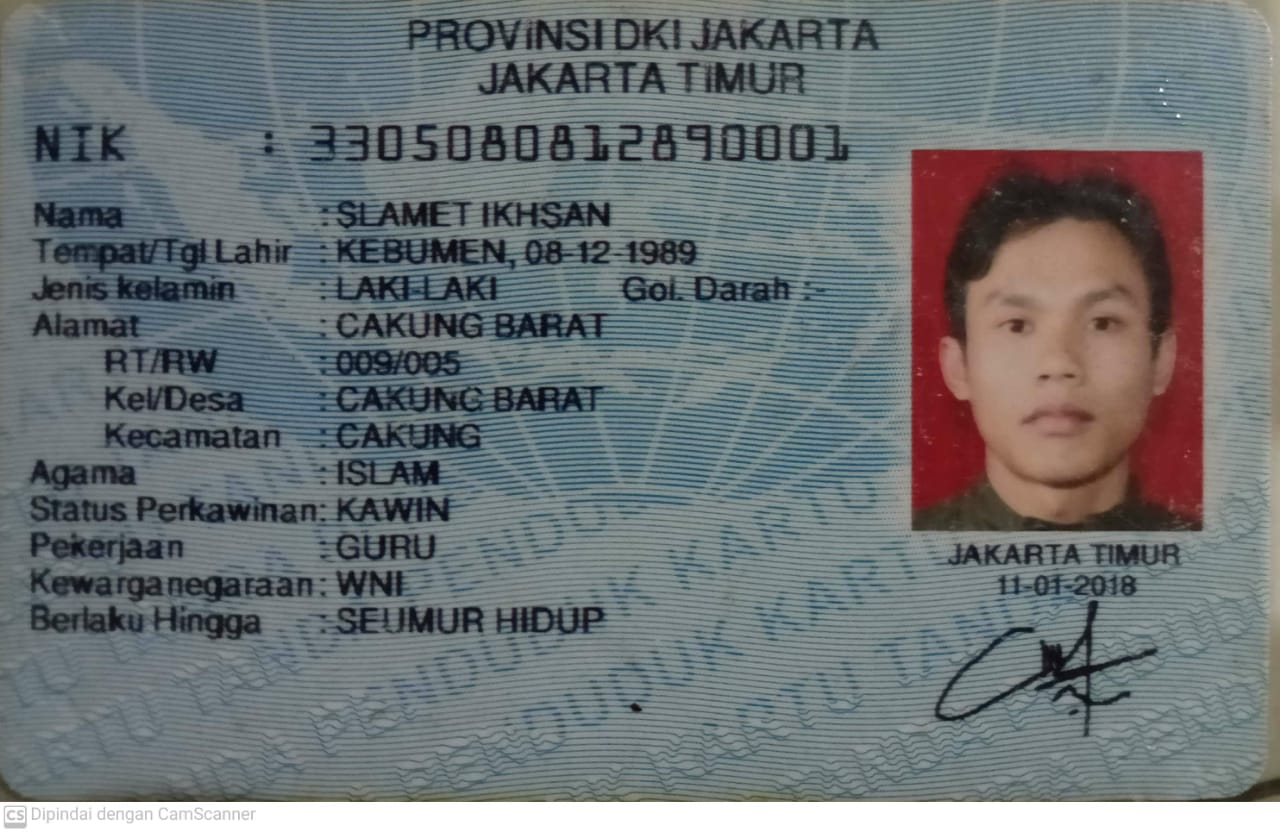 PROVINSI DKI JAKARTA
JAKARTA TIMUR
NIK : 3305080812890001
Nama : SLAMET IKHSAN
Tempat/Tgl Lahir : KEBUMEN, 08-12-1989
Jenis kelamin : LAKI-LAKI Gol. Darah :-
Alamat : CAKUNG BARAT
RT/RW : 009/005
Kel/Desa : CAKUNG BARAT
Kecamatan : CAKUNG
Agama : ISLAM
Status Perkawinan: KAWIN
Pekerjaan : GURU
Kewarganegaraan: WNI
Berlaku Hingga : SEUMUR HIDUP
JAKARTA TIMUR
11-01-2018
CS Dipindai dengan CamScanner